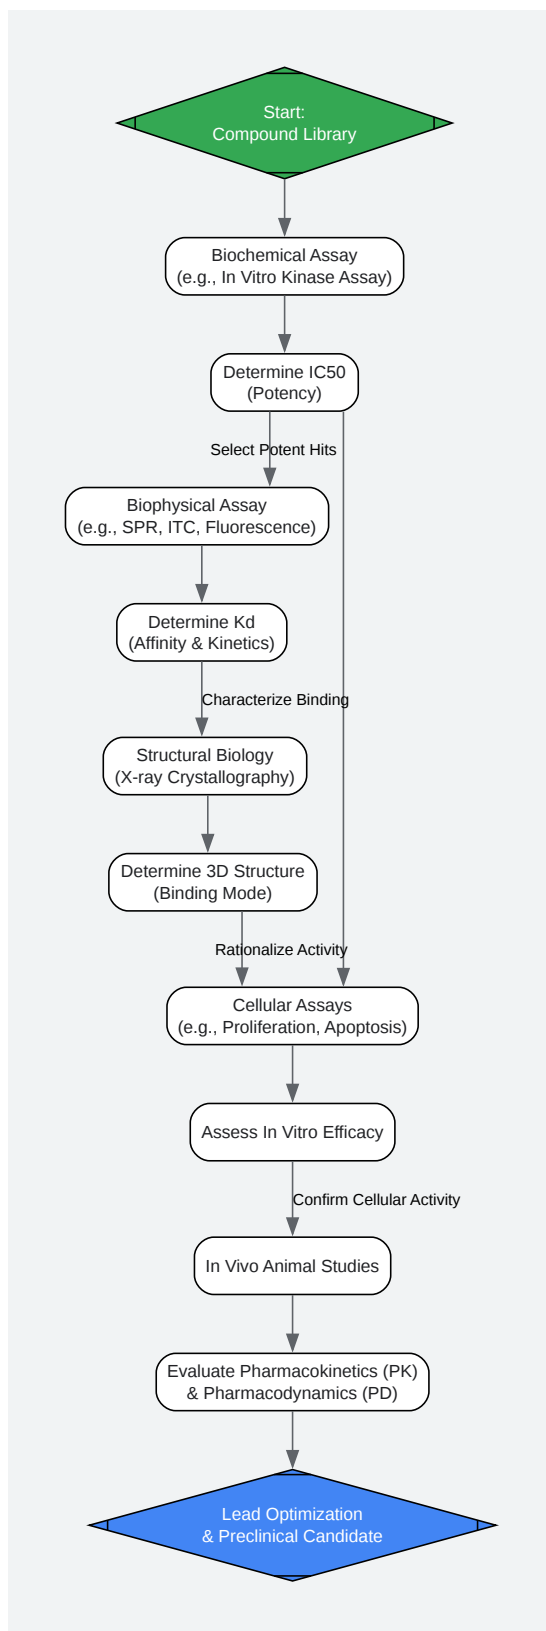 Start:
Compound Library
Biochemical Assay
(e.g., In Vitro Kinase Assay)
Determine IC50
(Potency)
Select Potent Hits
Biophysical Assay
(e.g., SPR, ITC, Fluorescence)
Determine Kd
(Affinity & Kinetics)
Characterize Binding
Structural Biology
(X-ray Crystallography)
Determine 3D Structure
(Binding Mode)
Rationalize Activity
Cellular Assays
(e.g., Proliferation, Apoptosis)
Assess In Vitro Efficacy
Confirm Cellular Activity
In Vivo Animal Studies
Evaluate Pharmacokinetics (PK)
& Pharmacodynamics (PD)
Lead Optimization
& Preclinical Candidate